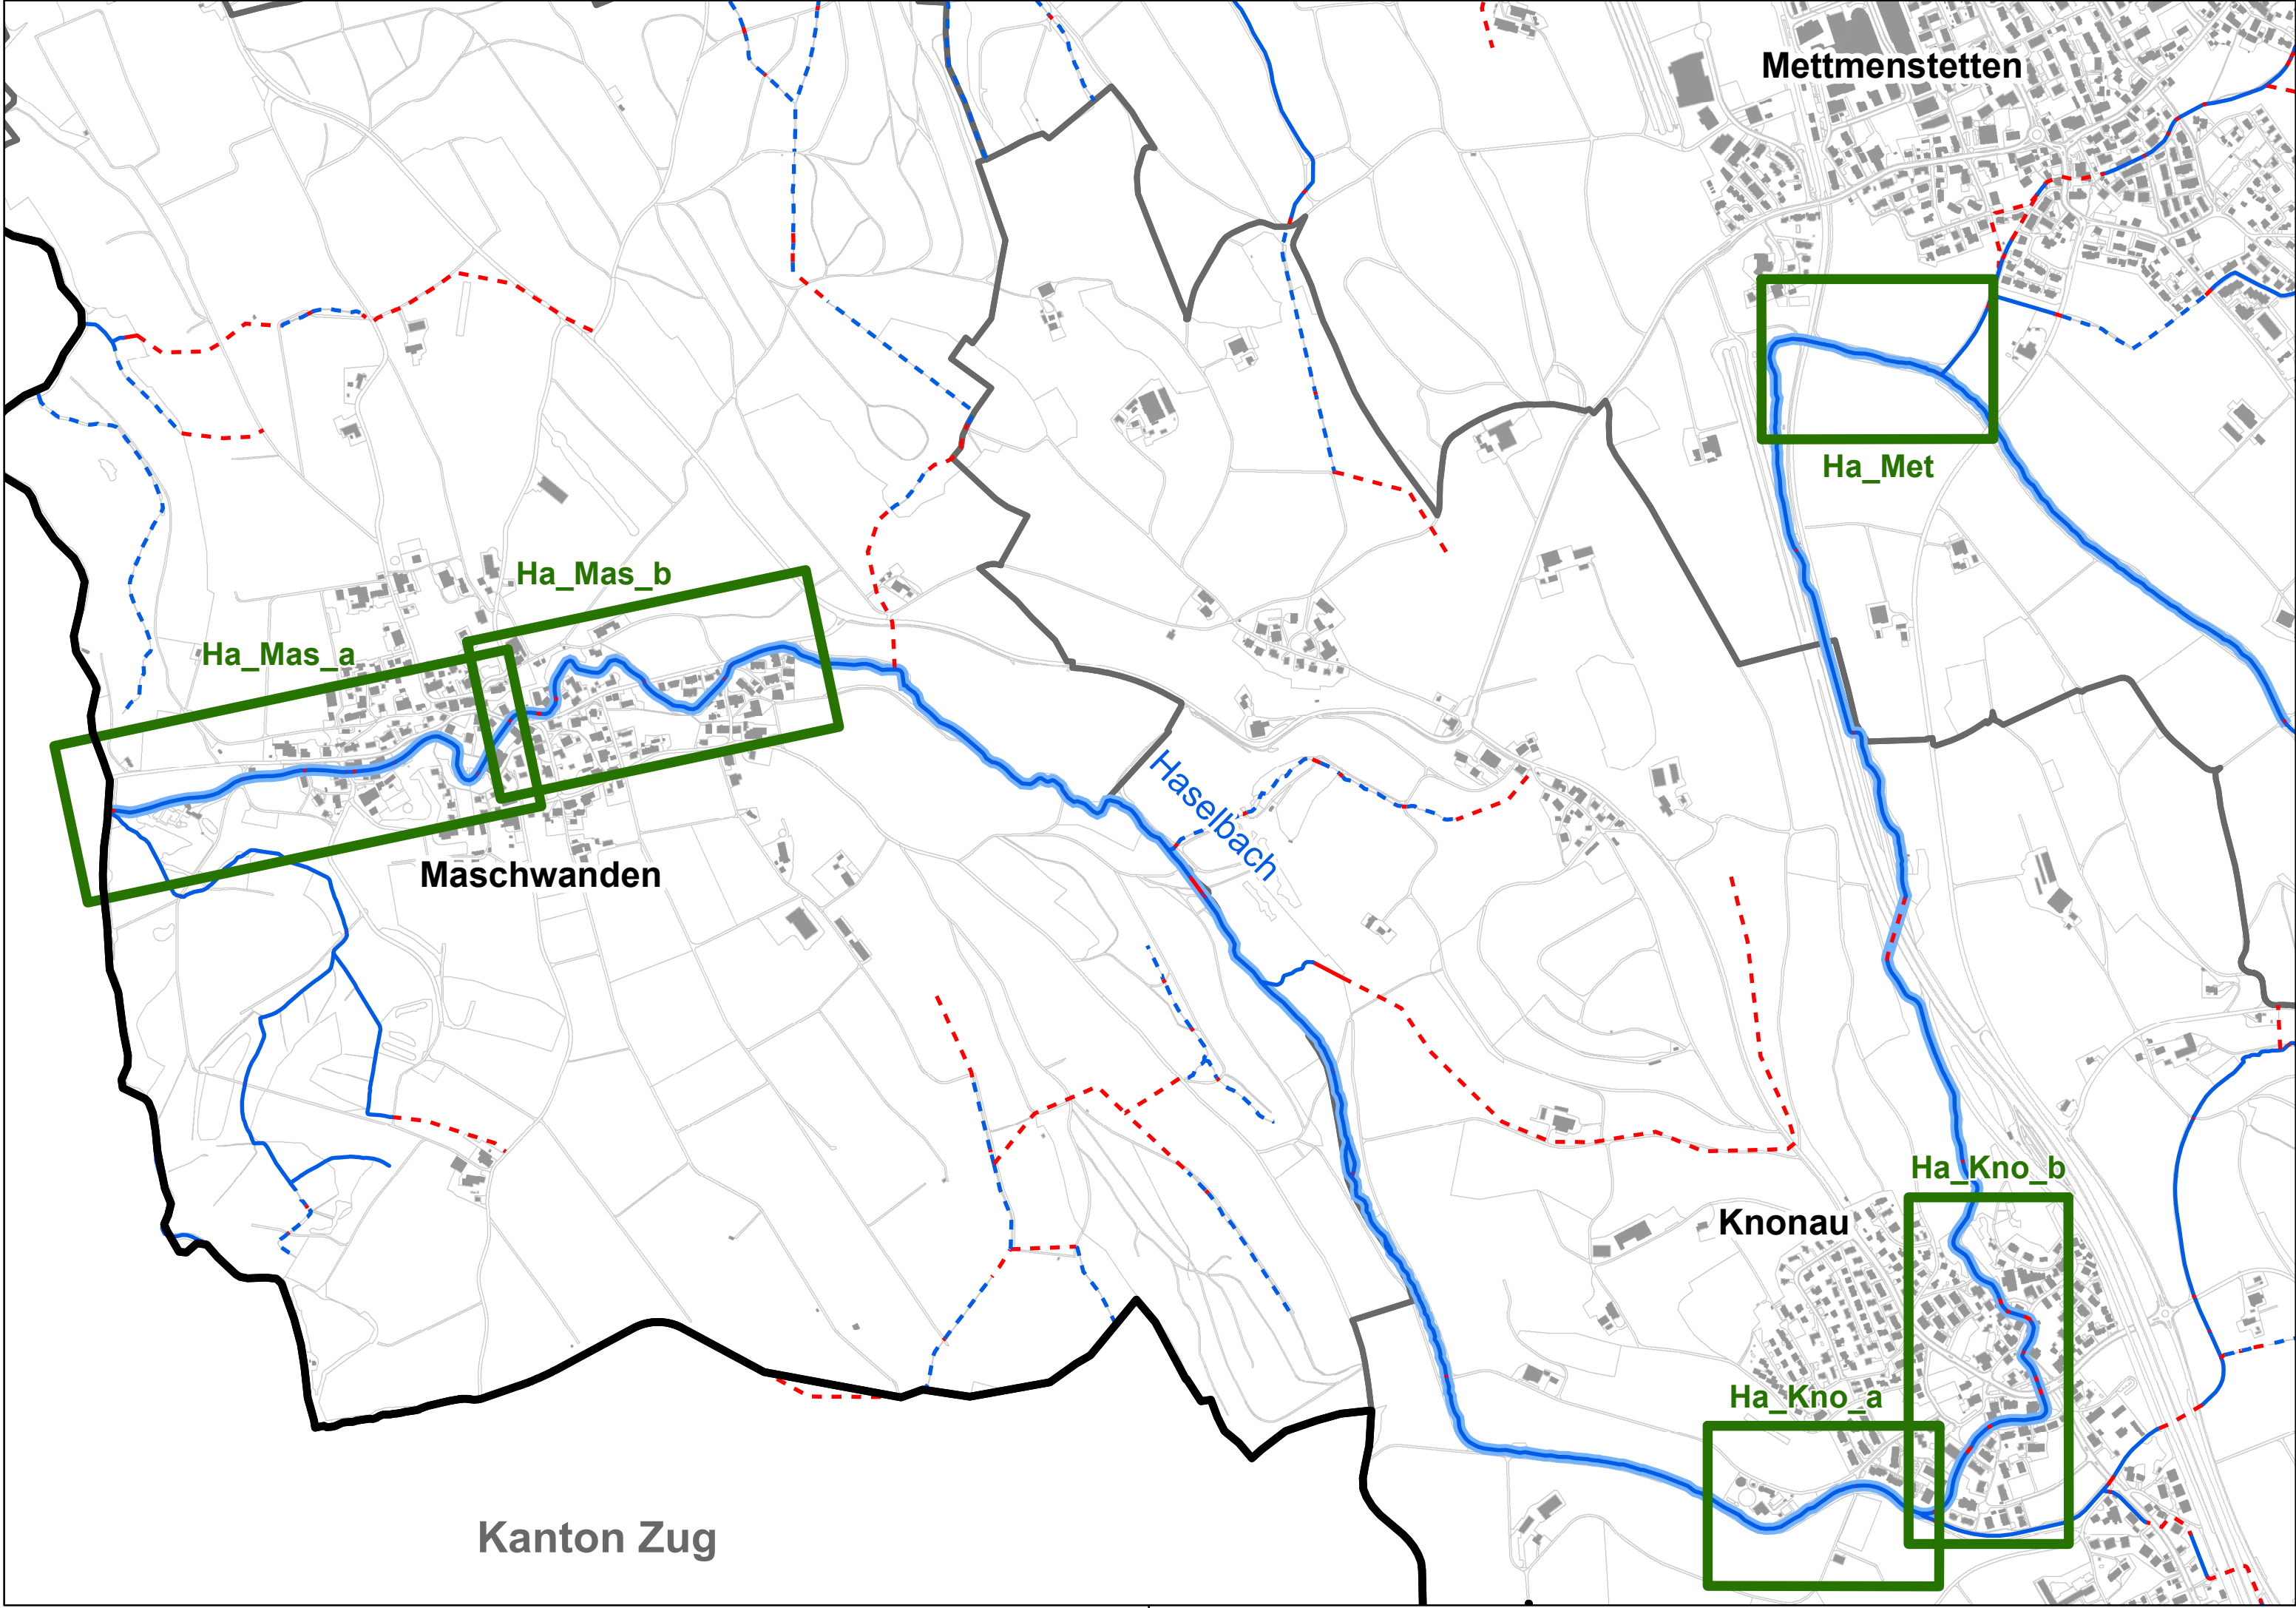 Mettmenstetten
Ha_Met
Ha_Mas_b
Ha_Mas_a
Haselbach
Maschwanden
Ha_Kno_b
Knonau
Ha_Kno_a
Kanton Zug